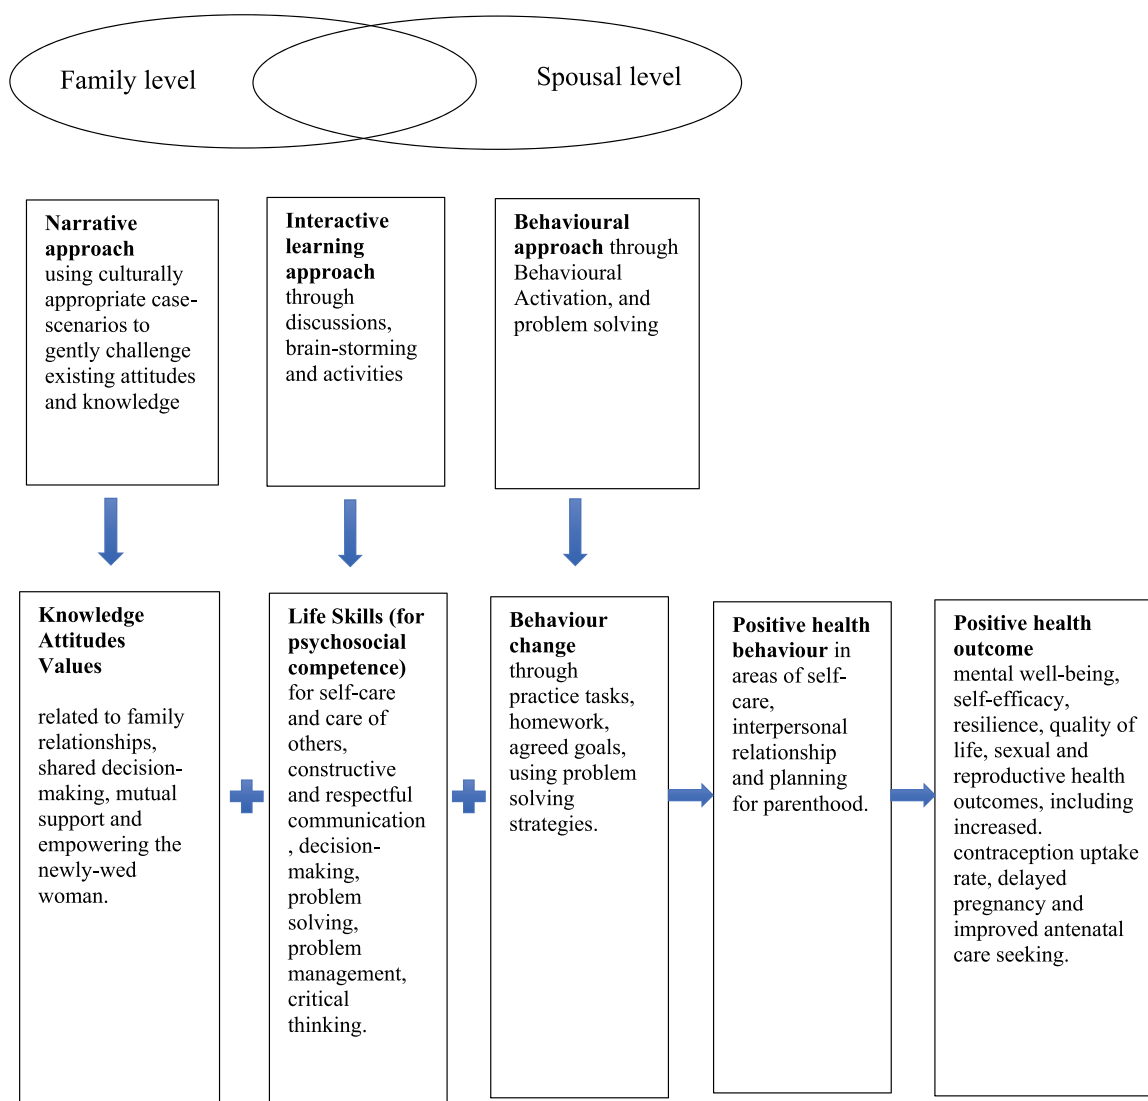 Family level
Spousal level
Narrative
approach
using culturally
appropriate case-
scenarios to
gently challenge
existing attitudes
and knowledge
Interactive
learning
approach
through
discussions,
brain-storming
and activities
Behavioural
approach through
Behavioural
Activation, and
problem solving
Knowledge
Attitudes
Values
related to family
relationships,
shared decision-
making, mutual
support and
empowering the
newly-wed
woman.
Life Skills (for
psychosocial
competence)
for self-care
and care of
others,
constructive
and respectful
communication
, decision-
making,
problem
solving,
problem
management,
critical
thinking.
Behaviour
change
through
practice tasks,
homework,
agreed goals,
using problem
solving
strategies.
Positive health
behaviour in
areas of self-
care,
interpersonal
relationship
and planning
for parenthood.
Positive health
outcome
mental well-being,
self-efficacy,
resilience, quality of
life, sexual and
reproductive health
outcomes, including
increased.
contraception uptake
rate, delayed
pregnancy and
improved antenatal
care seeking.